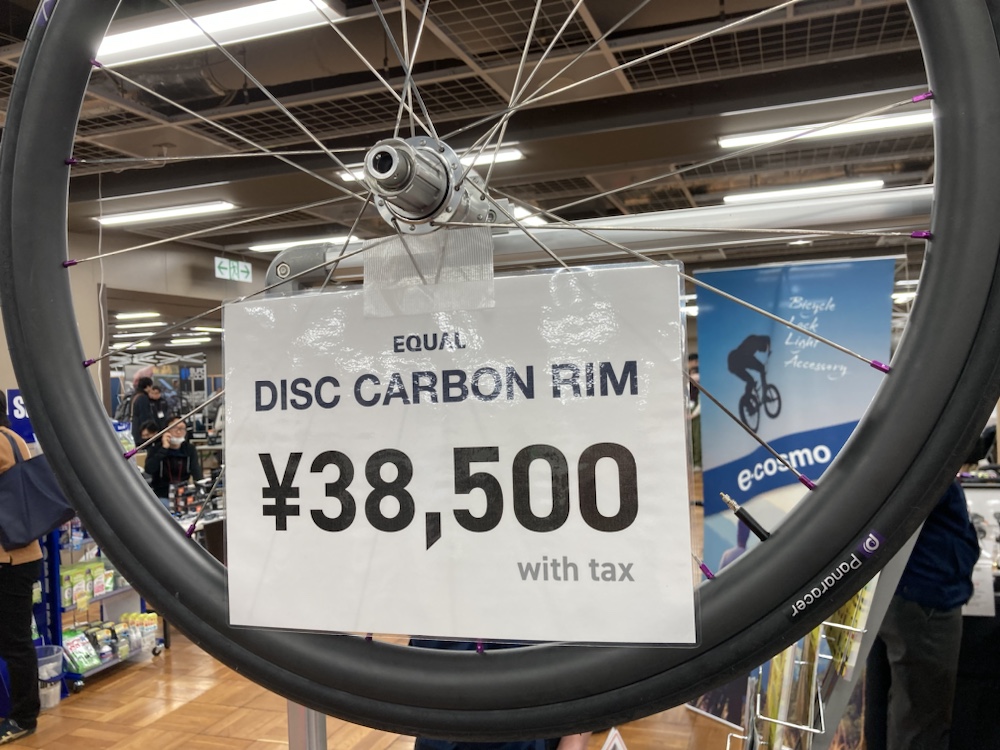 EQUAL
DISC CARBON RIM
¥38,500
with tax
Bicycle
Lock
Light
Accessory
e-cosmo
Panaracer